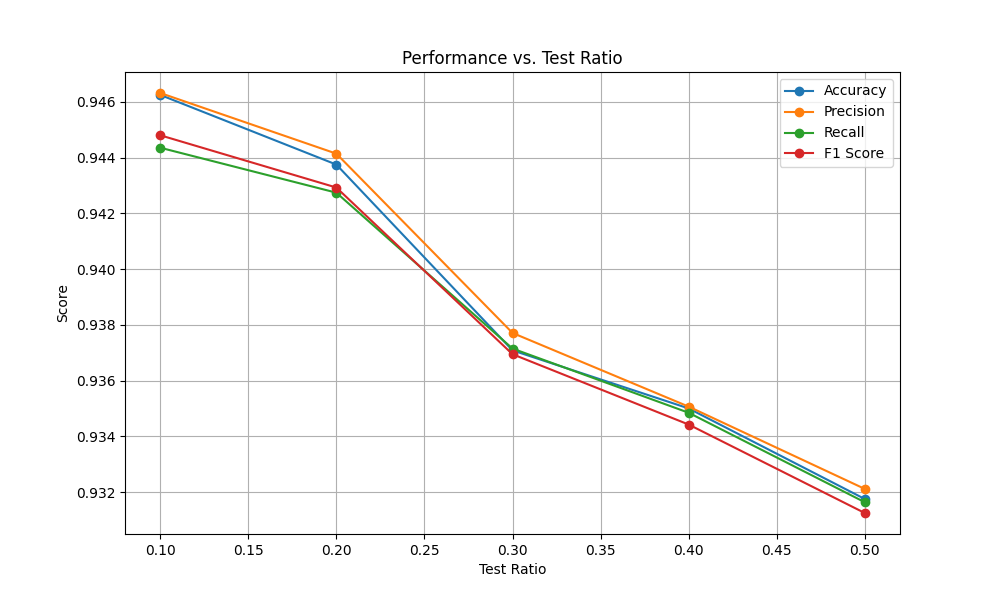 Performance vs. Test Ratio
0.946
0.944
0.942
0.940
0.938
0.936
0.934
0.932
Score
Accuracy
Precision
Recall
F1 Score
0.10 0.15 0.20 0.25 0.30 0.35 0.40 0.45 0.50
Test Ratio